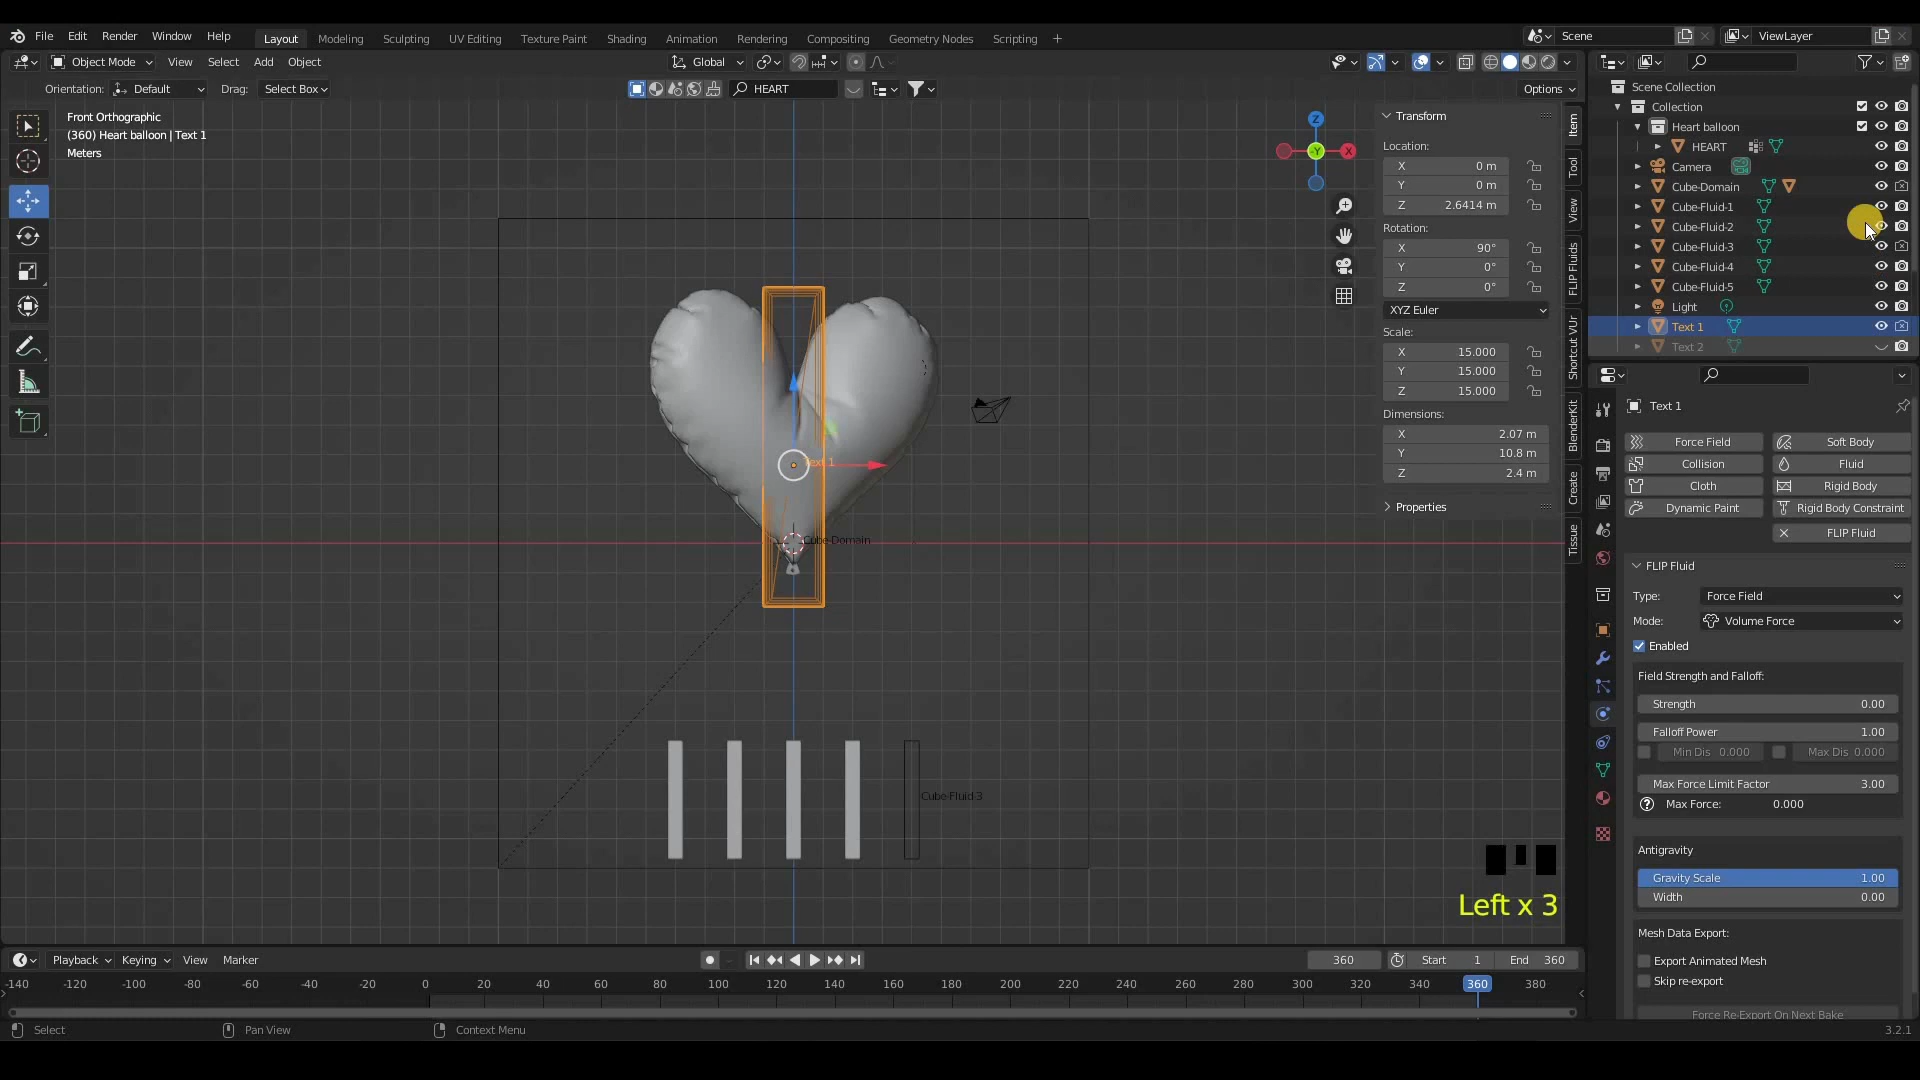 File Edit Render Window Help Layout Modeling Sculpting UV Editing Texture Paint Shading Animation Rendering Compositing Geometry Nodes Scripting + Scene ViewLayer
Object Mode View Select Add Object Global
Orientation: Default Drag: Select Box HEART Options
Front Orthographic
(360) Heart balloon | Text 1
Meters
Z
X
-Y
Text 1
Cube-Domain
Cube-Fluid-3
Left x 3
Transform
Location:
X 0 m
Y 0 m
Z 2.6414 m
Rotation:
X 90°
Y 0°
Z 0°
XYZ Euler
Scale:
X 15.000
Y 15.000
Z 15.000
Dimensions:
X 2.07 m
Y 10.8 m
Z 2.4 m
Properties
Item
Tool
View
FLIP Fluids
Shortcut VUr
BlenderKit
Create
Tissue
Scene Collection
Collection
Heart balloon
HEART
Camera
Cube-Domain
Cube-Fluid-1
Cube-Fluid-2
Cube-Fluid-3
Cube-Fluid-4
Cube-Fluid-5
Light
Text 1
Text 2
Text 1
Force Field Soft Body
Collision Fluid
Cloth Rigid Body
Dynamic Paint Rigid Body Constraint
FLIP Fluid
FLIP Fluid
Type: Force Field
Mode: Volume Force
Enabled
Field Strength and Falloff:
Strength 0.00
Falloff Power 1.00
Min Dis 0.000 Max Dis 0.000
Max Force Limit Factor 3.00
Max Force: 0.000
Antigravity
Gravity Scale 1.00
Width 0.00
Mesh Data Export:
Export Animated Mesh
Skip re-export
Force Re-Export On Next Bake
Playback Keying View Marker 360 Start 1 End 360
-140 -120 -100 -80 -60 -40 -20 0 20 40 60 80 100 120 140 160 180 200 220 240 260 280 300 320 340 360 380
Select Pan View Context Menu 3.2.1